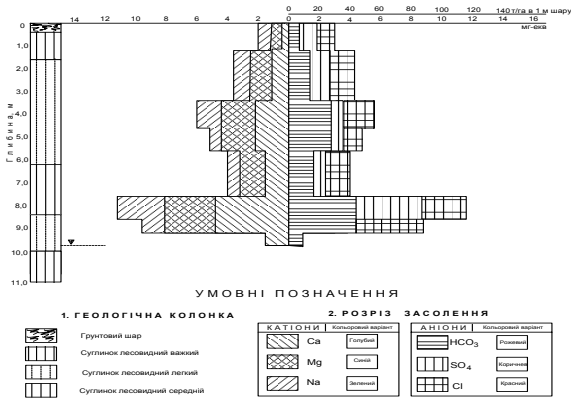 0 20 40 60 80 100 120 140т/га в 1 м шару
14 12 10 8 6 4 2 0 2 4 6 8 10 12 14 16 мг-екв
Глибина, м
0
1,0
2,0
3,0
4,0
5,0
6,0
7,0
8,0
9,0
10,0
11,0
УМОВНІ ПОЗНАЧЕННЯ
1. ГЕОЛОГІЧНА КОЛОНКА
Грунтовий шар
Суглинок лесовидний важкий
Суглинок лесовидний легкий
Суглинок лесовидний середній
2. РОЗРІЗ ЗАСОЛЕННЯ
КАТІОНИ Кольоровий варіант
Ca Голубий
Mg Синій
Na Зелений
АНІОНИ Кольоровий варіант
HCO3 Рожевий
SO4 Коричнев
Cl Красний